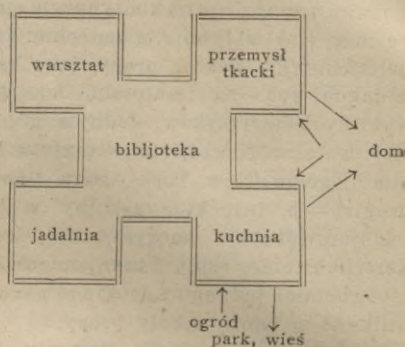 warsztat
przemysł
tkacki
bibljoteka
dom
jadalnia
kuchnia
ogród
park, wieś